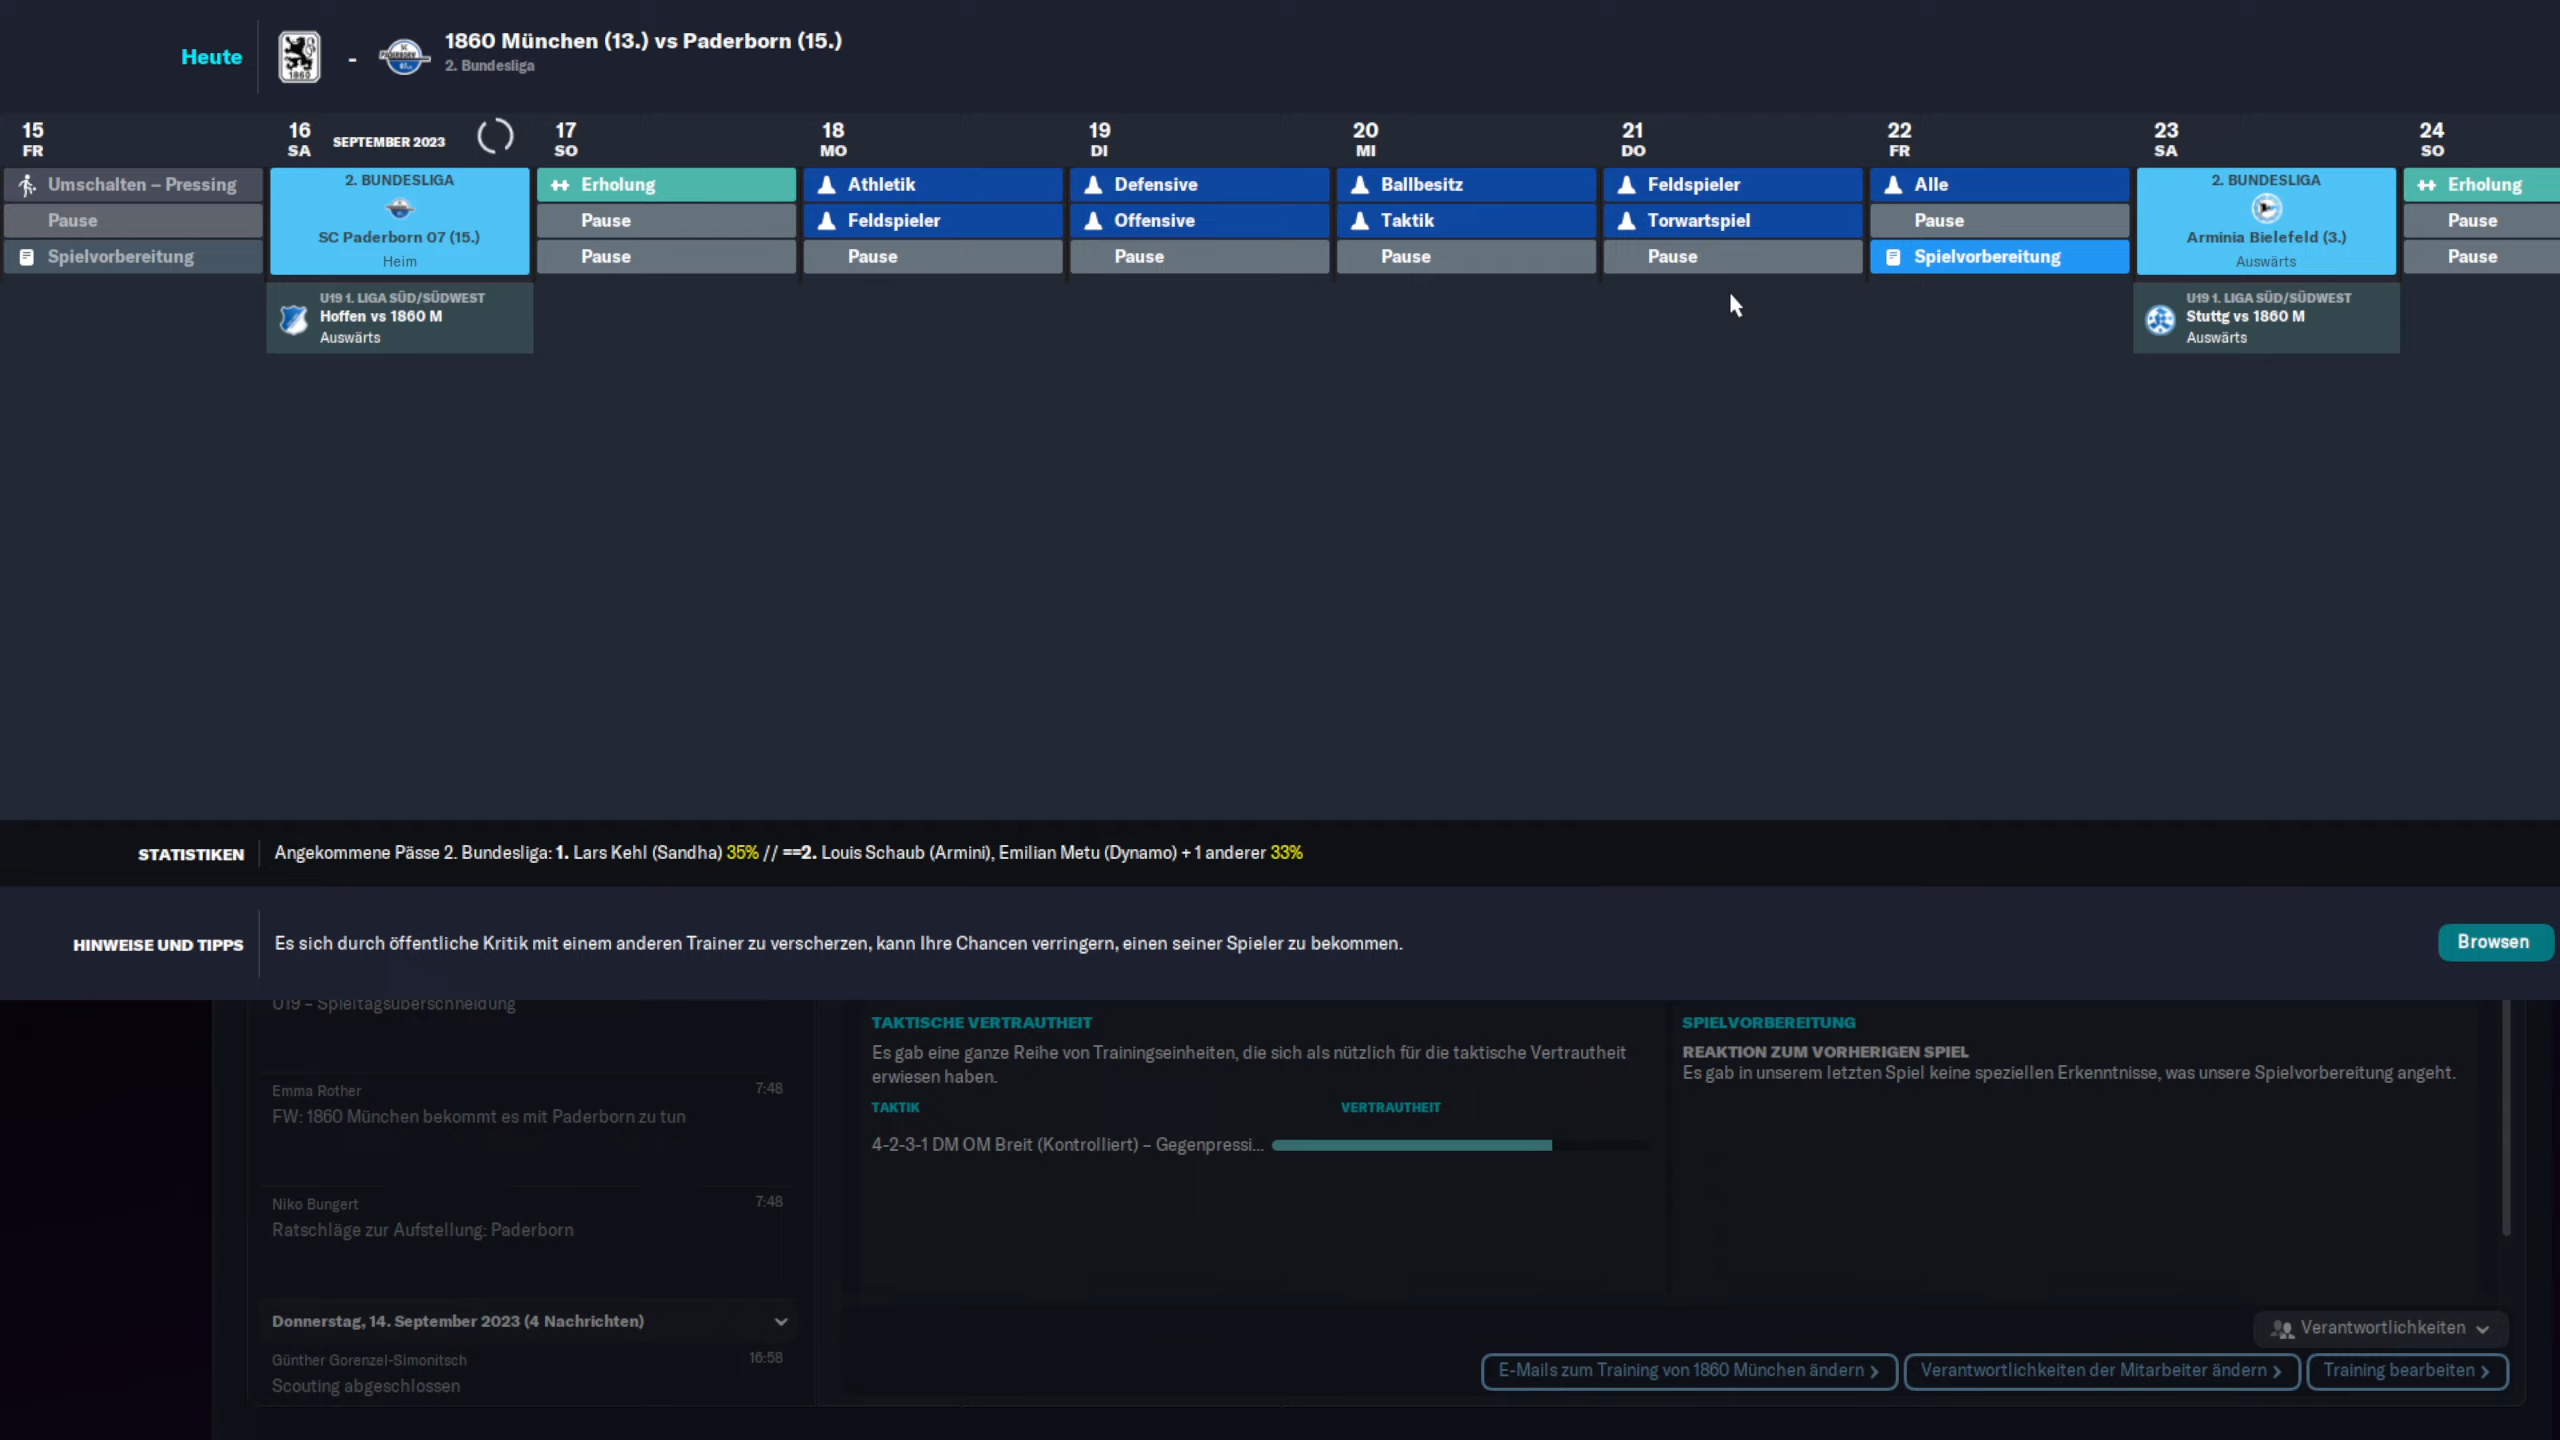 Heute
1860 München (13.) vs Paderborn (15.)
2. Bundesliga
15 FR
16 SA SEPTEMBER 2023
17 SO
18 MO
19 DI
20 MI
21 DO
22 FR
23 SA
24 SO
Umschalten – Pressing
Pause
Spielvorbereitung
2. BUNDESLIGA
SC Paderborn 07 (15.)
Heim
U19 1. LIGA SÜD/SÜDWEST
Hoffen vs 1860 M
Auswärts
Erholung
Pause
Pause
Athletik
Feldspieler
Pause
Defensive
Offensive
Pause
Ballbesitz
Taktik
Pause
Feldspieler
Torwartspiel
Pause
Alle
Pause
Spielvorbereitung
2. BUNDESLIGA
Arminia Bielefeld (3.)
Auswärts
U19 1. LIGA SÜD/SÜDWEST
Stuttg vs 1860 M
Auswärts
Erholung
Pause
Pause
STATISTIKEN
Angekommene Pässe 2. Bundesliga: 1. Lars Kehl (Sandha) 35% // ==2. Louis Schaub (Armini), Emilian Metu (Dynamo) + 1 anderer 33%
HINWEISE UND TIPPS
Es sich durch öffentliche Kritik mit einem anderen Trainer zu verscherzen, kann Ihre Chancen verringern, einen seiner Spieler zu bekommen.
Browsen
U19 – Spieltagsüberschneidung
Emma Rother 7:48
FW: 1860 München bekommt es mit Paderborn zu tun
Niko Bungert 7:48
Ratschläge zur Aufstellung: Paderborn
Donnerstag, 14. September 2023 (4 Nachrichten)
Günther Gorenzel-Simonitsch 16:58
Scouting abgeschlossen
TAKTISCHE VERTRAUTHEIT
Es gab eine ganze Reihe von Trainingseinheiten, die sich als nützlich für die taktische Vertrautheit
erwiesen haben.
TAKTIK VERTRAUTHEIT
4-2-3-1 DM OM Breit (Kontrolliert) – Gegenpressi...
SPIELVORBEREITUNG
REAKTION ZUM VORHERIGEN SPIEL
Es gab in unserem letzten Spiel keine speziellen Erkenntnisse, was unsere Spielvorbereitung angeht.
Verantwortlichkeiten
E-Mails zum Training von 1860 München ändern
Verantwortlichkeiten der Mitarbeiter ändern
Training bearbeiten